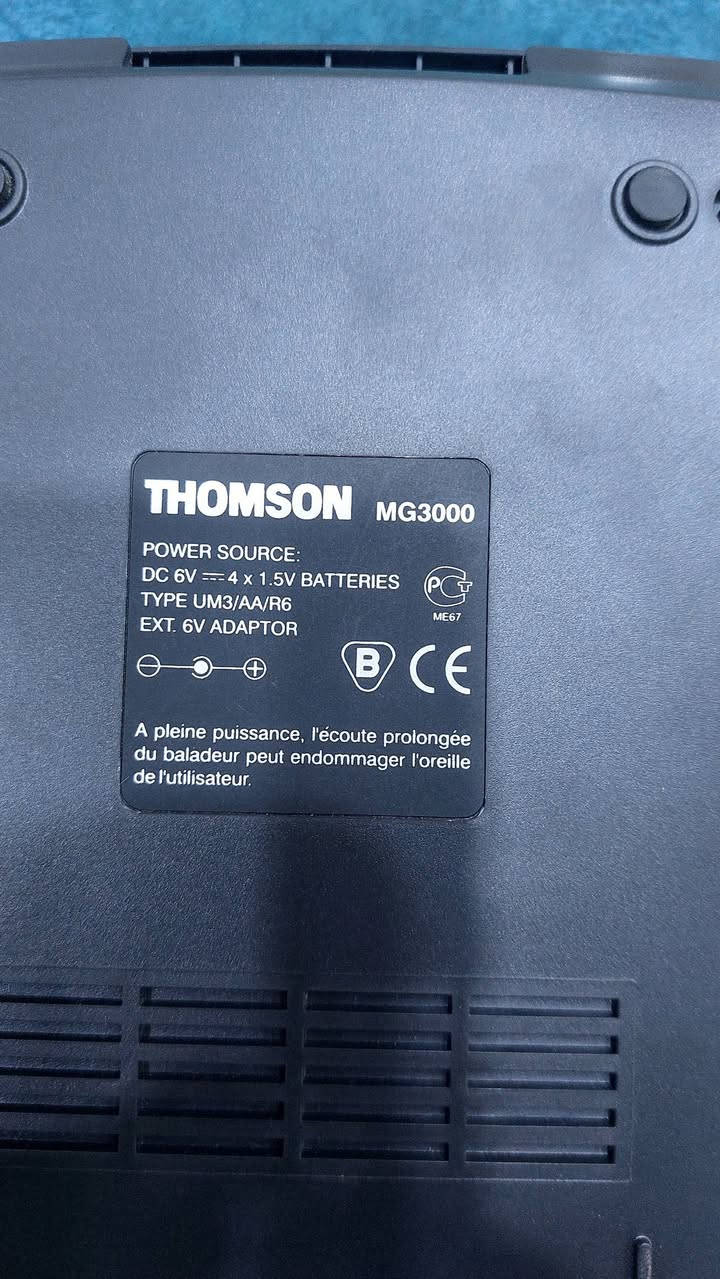 THOMSON MG3000
POWER SOURCE:
DC 6V ⎓ 4 x 1.5V BATTERIES
TYPE UM3/AA/R6
EXT. 6V ADAPTOR
PCT
ME67
B CE
A pleine puissance, l'écoute prolongée
du baladeur peut endommager l'oreille
de l'utilisateur.